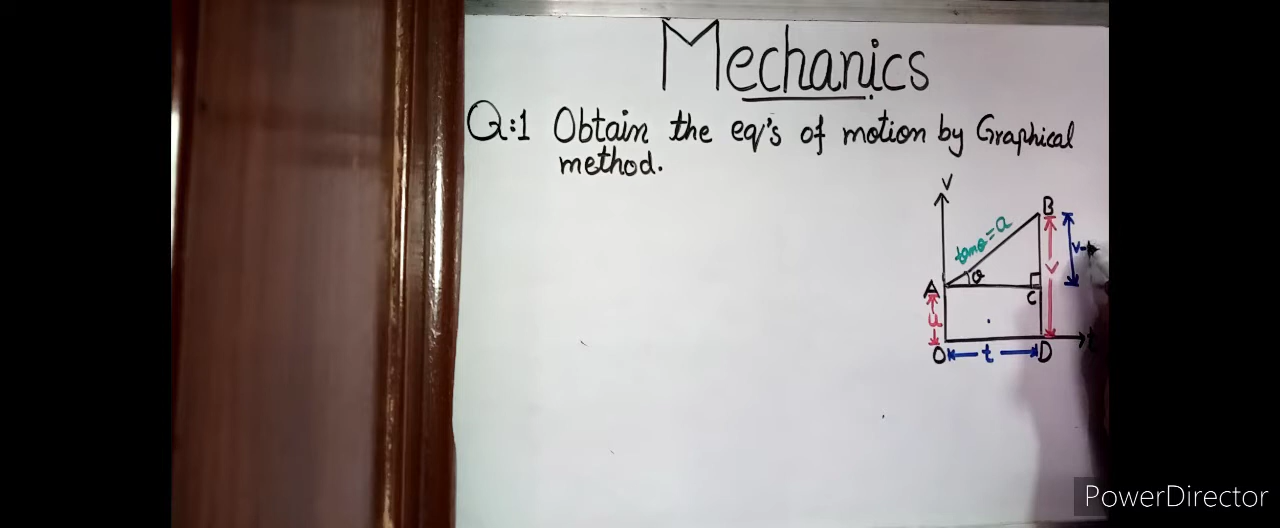 Mechanics
Q:1 Obtain the eq's of motion by Graphical
method.
V
B
tanθ=a
V-
θ
V
A
C
u
t
O
t
D
PowerDirector